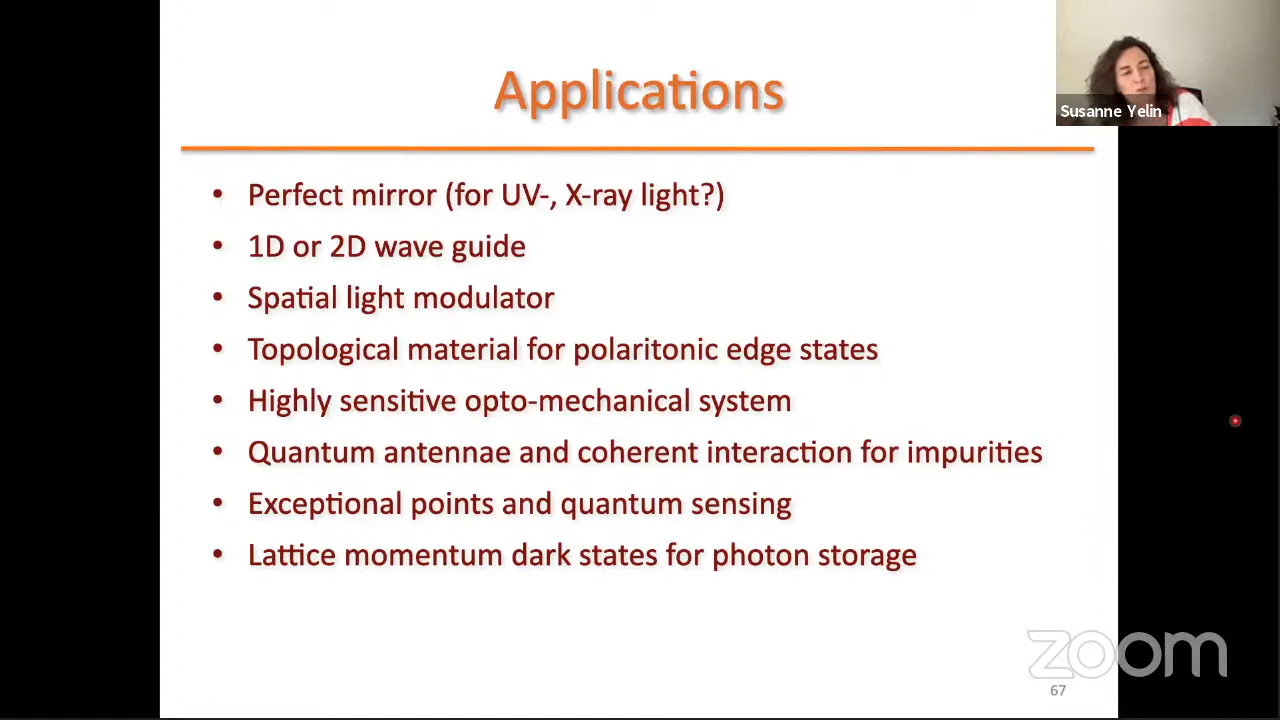 Applications
Susanne Yelin
• Perfect mirror (for UV-, X-ray light?)
• 1D or 2D wave guide
• Spatial light modulator
• Topological material for polaritonic edge states
• Highly sensitive opto-mechanical system
• Quantum antennae and coherent interaction for impurities
• Exceptional points and quantum sensing
• Lattice momentum dark states for photon storage
zoom
67